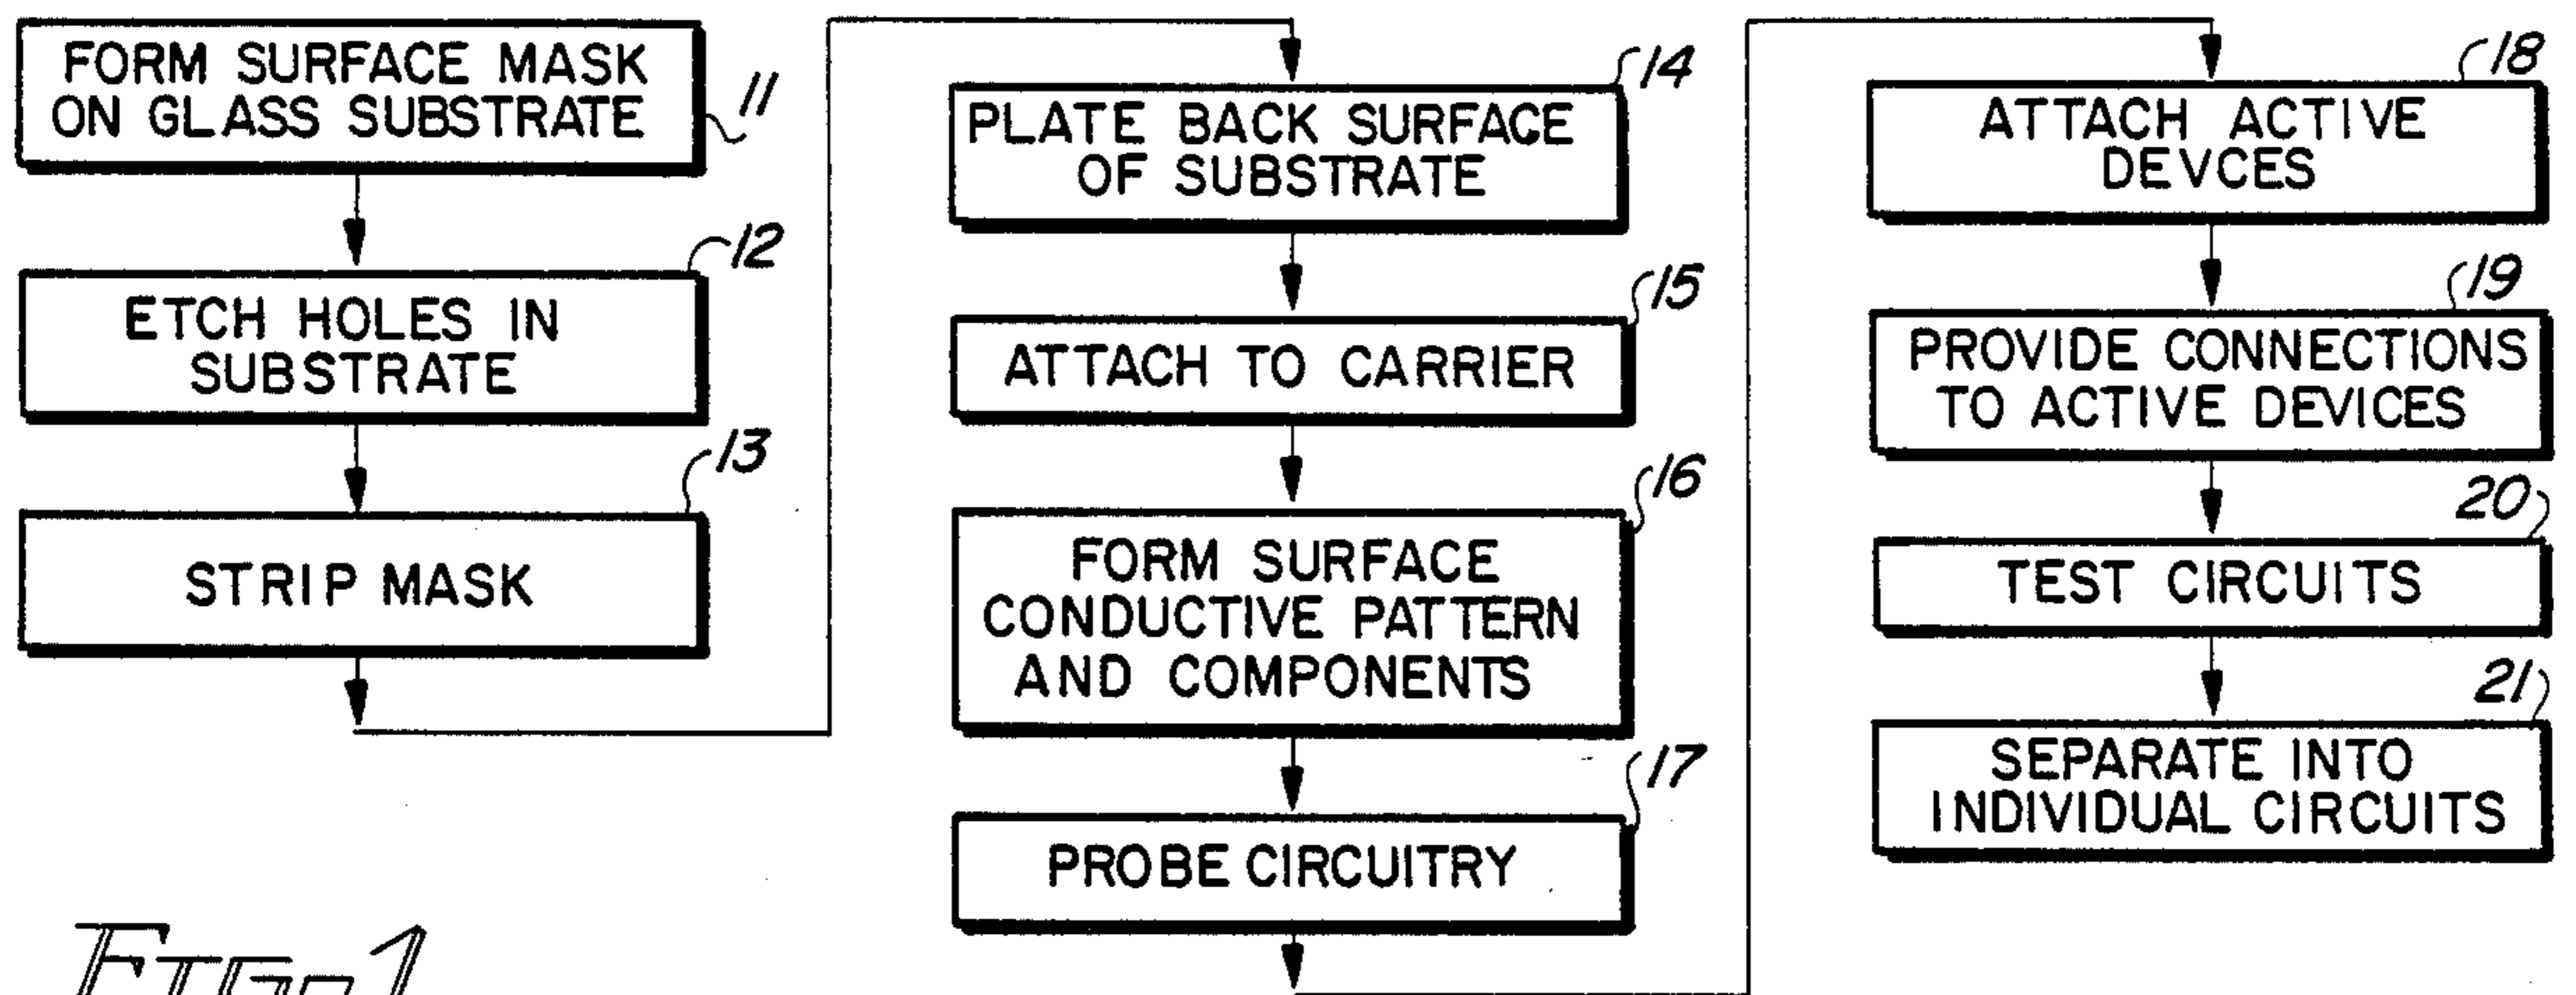 FORM SURFACE MASK
ON GLASS SUBSTRATE
11
12
ETCH HOLES IN
SUBSTRATE
13
STRIP MASK
14
PLATE BACK SURFACE
OF SUBSTRATE
15
ATTACH TO CARRIER
16
FORM SURFACE
CONDUCTIVE PATTERN
AND COMPONENTS
17
PROBE CIRCUITRY
18
ATTACH ACTIVE
DEVCES
19
PROVIDE CONNECTIONS
TO ACTIVE DEVICES
20
TEST CIRCUITS
21
SEPARATE INTO
INDIVIDUAL CIRCUITS
FIG-1